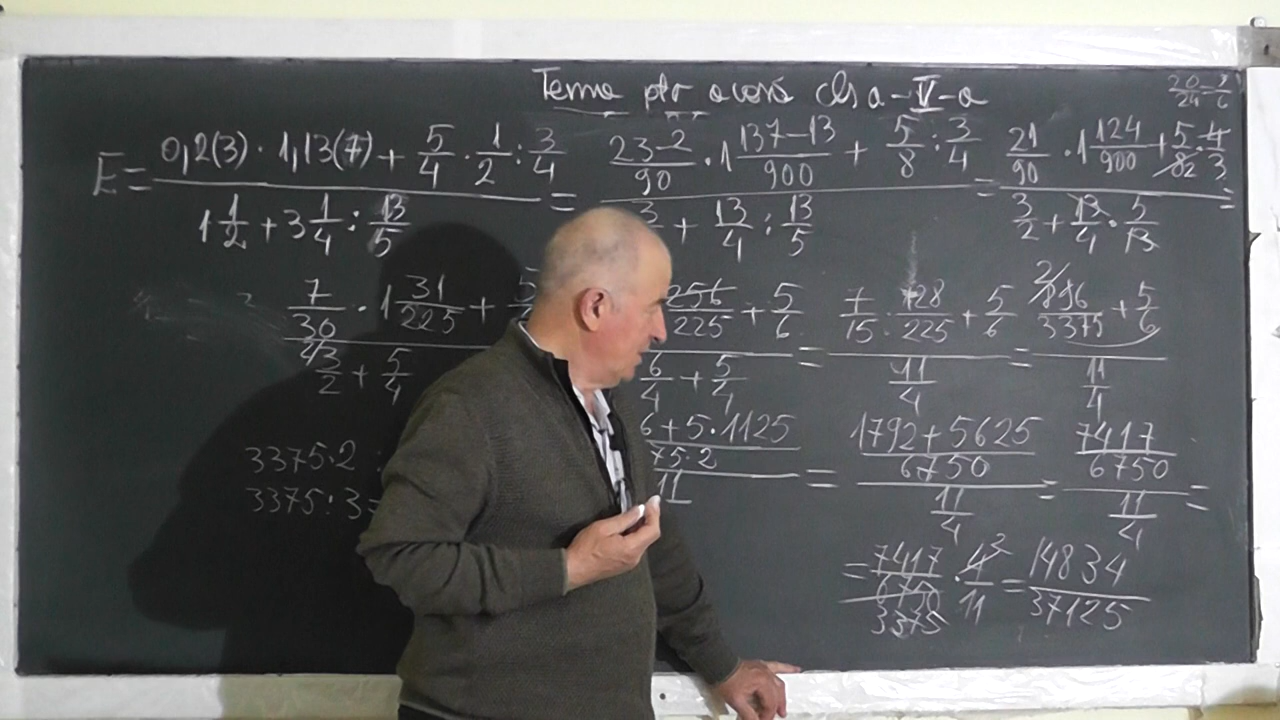 Temă ptr acasă cls a-V-a
20/24 = 5/6
E = (0,2(3) · 1,13(7) + 5/4 · 1/2 : 3/4) / (1 1/2 + 3 1/4 : 13/5) = (23-2/90 · 1 137-13/900 + 5/8 : 3/4) / (3/2 + 13/4 : 13/5) = (21/90 · 1 124/900 + 5/82 · 4/3) / (3/2 + 13/4 · 5/13) =
(7/30 · 1 31/225 + 5/ (3/2 + 5/4) 256/225 + 5/6) / (6/4 + 5/4) = (7/15 · 128/225 + 5/6) / (11/4) = (896/3375 + 5/6) / (11/4)
3375·2 6+5·1125 / 75·2 / 11 = (1792+5625/6750) / (11/4) = (7417/6750) / (11/4) =
3375:3=
= 7417/6750 3375 · 4 2/11 = 14834/37125